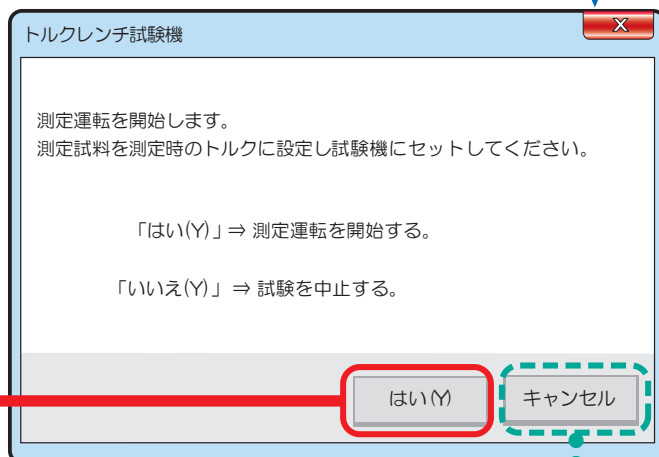 トルクレンチ試験機
X
測定運転を開始します。
測定試料を測定時のトルクに設定し試験機にセットしてください。
「はい(Y)」⇒ 測定運転を開始する。
「いいえ(Y)」 ⇒ 試験を中止する。
はい(Y)
キャンセル